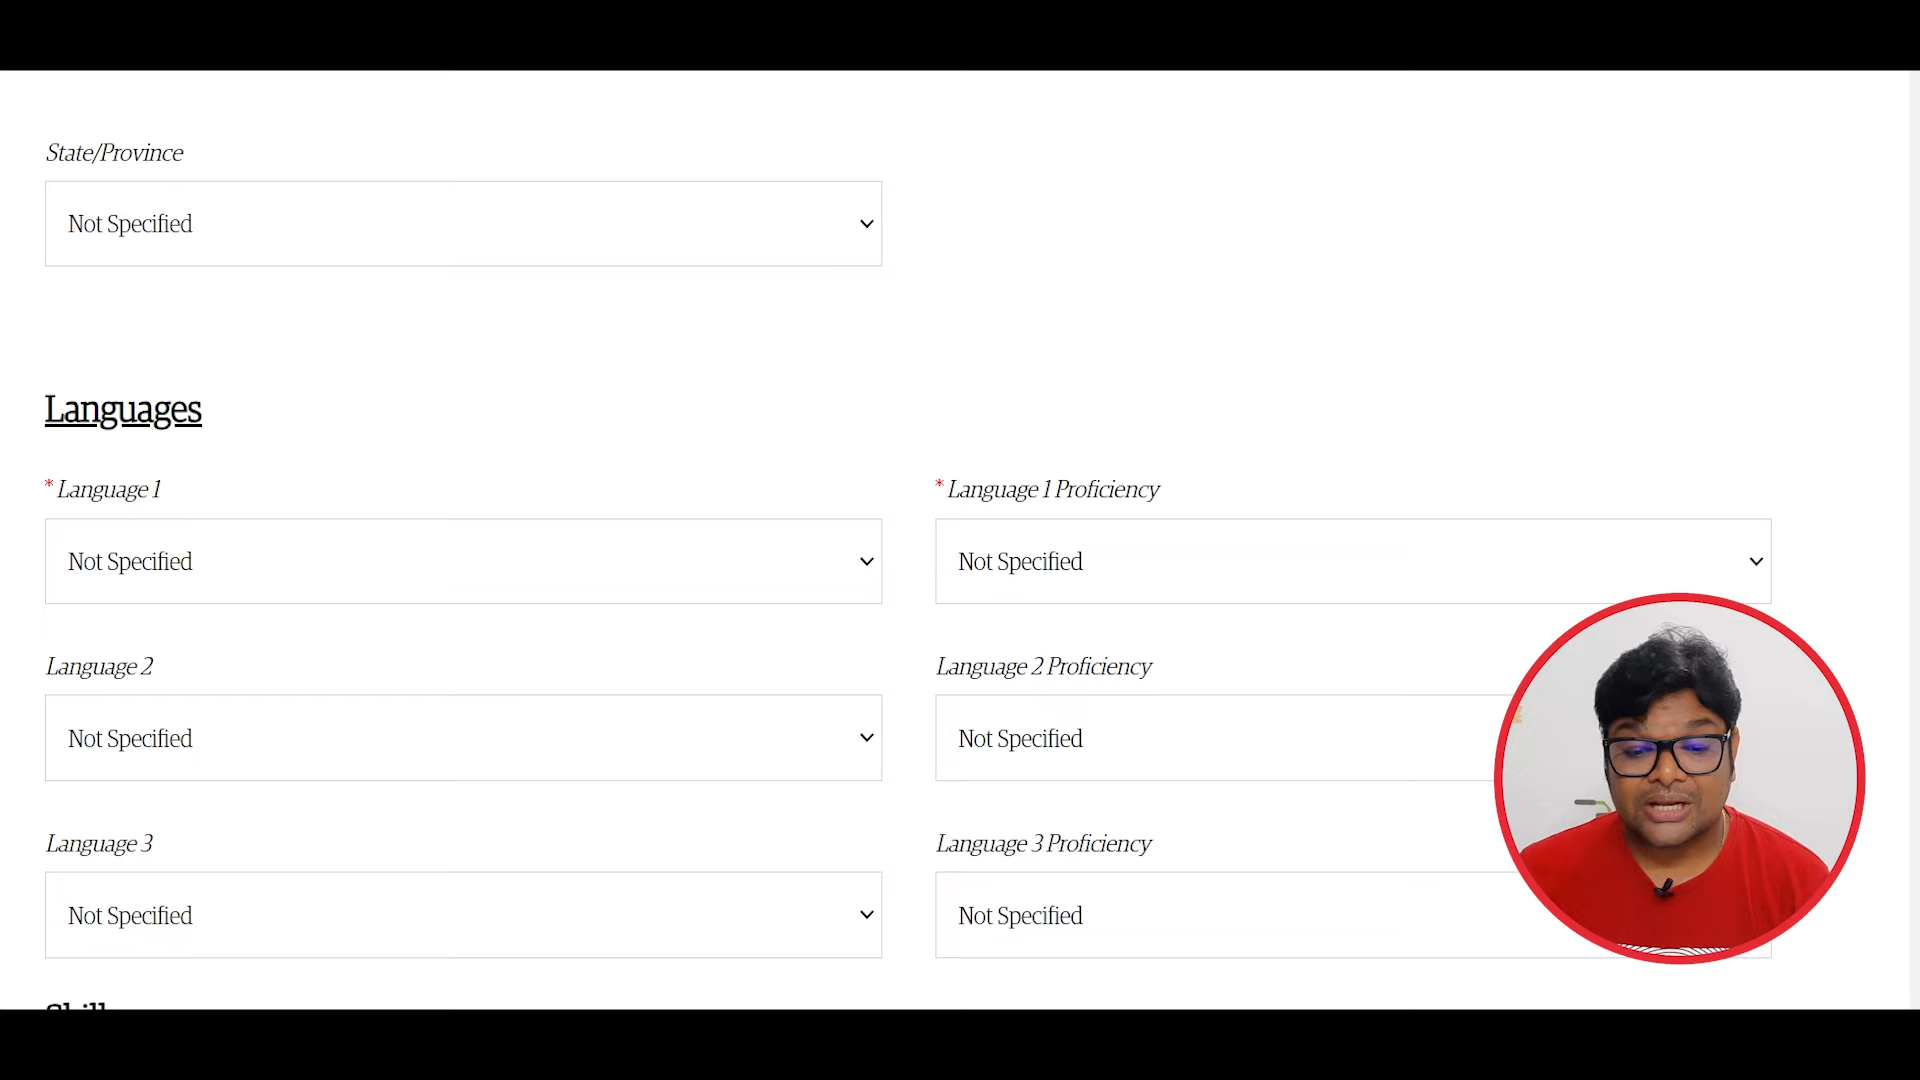 State/Province
Not Specified
Languages
* Language 1
* Language 1 Proficiency
Not Specified
Not Specified
Language 2
Language 2 Proficiency
Not Specified
Not Specified
Language 3
Language 3 Proficiency
Not Specified
Not Specified